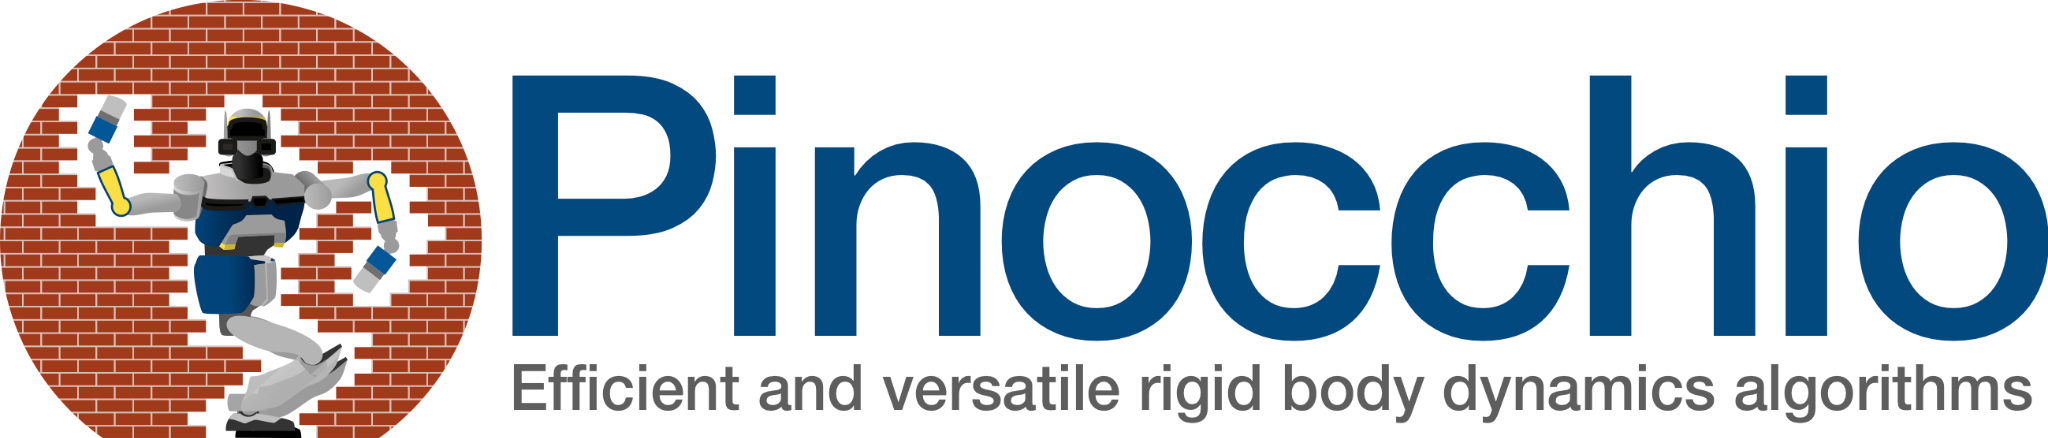 Pinocchio
Efficient and versatile rigid body dynamics algorithms